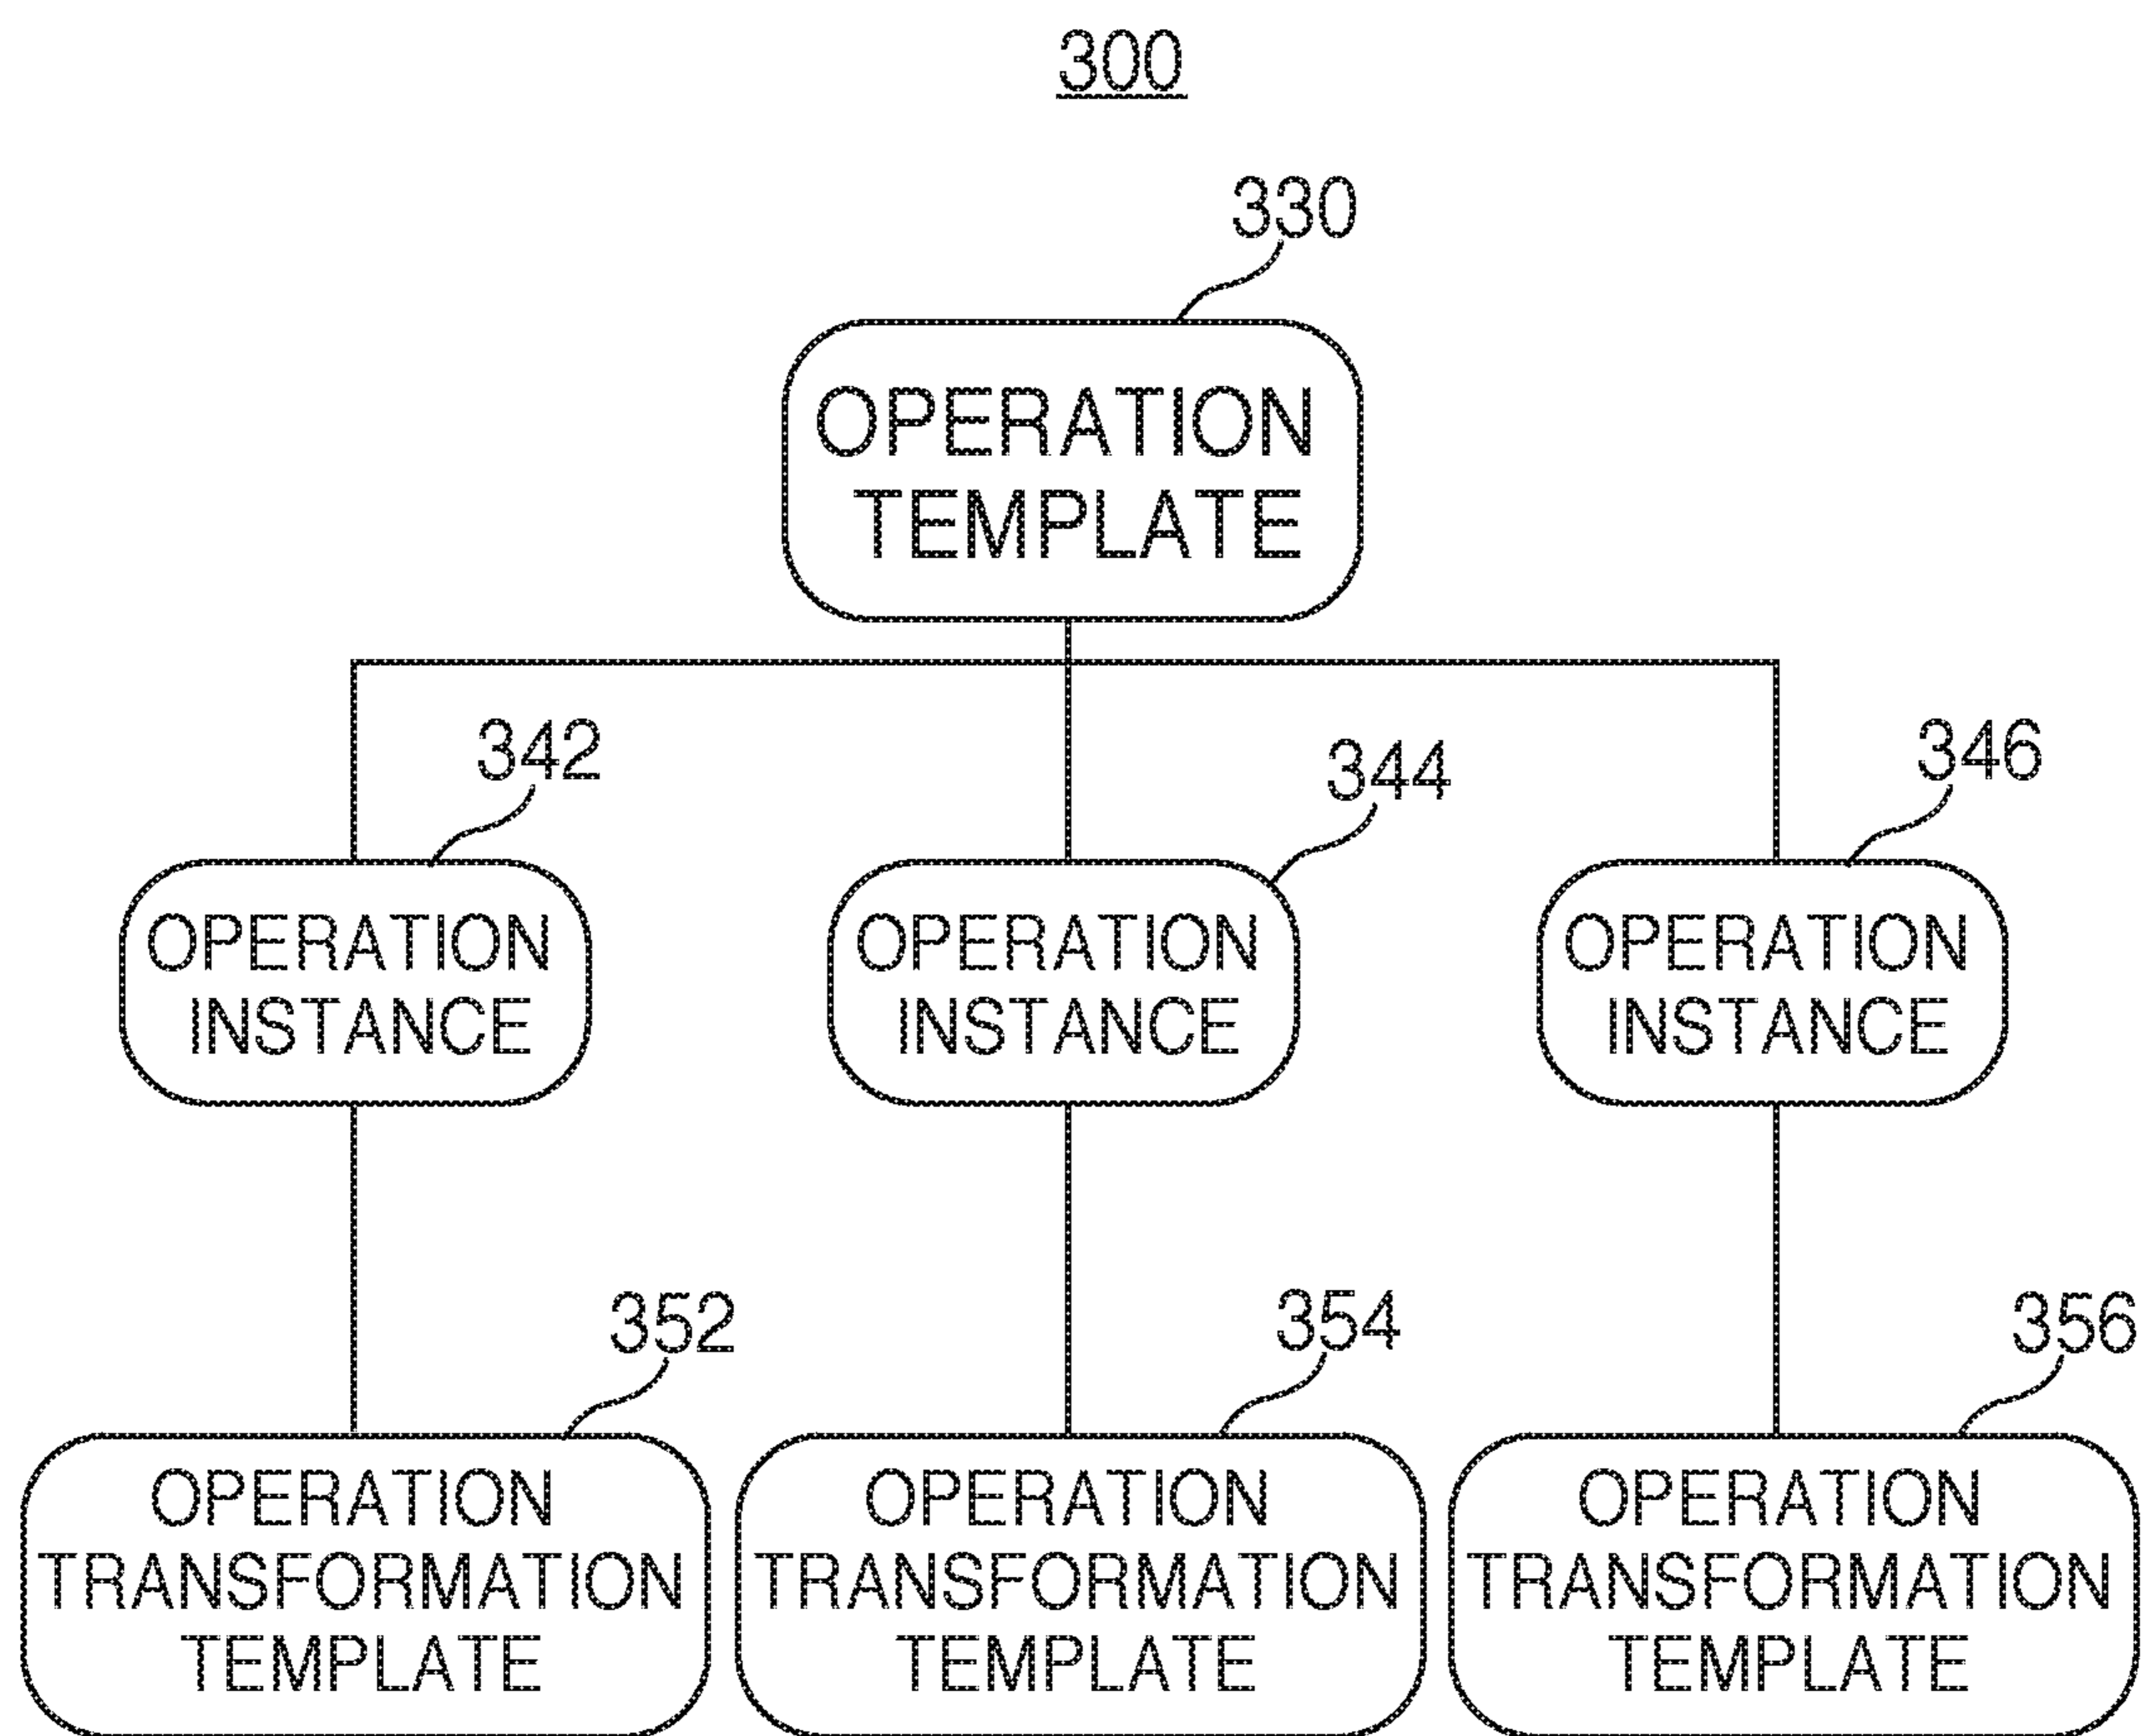 300
330
OPERATION
TEMPLATE
342
344
346
OPERATION
INSTANCE
OPERATION
INSTANCE
OPERATION
INSTANCE
352
354
356
OPERATION
TRANSFORMATION
TEMPLATE
OPERATION
TRANSFORMATION
TEMPLATE
OPERATION
TRANSFORMATION
TEMPLATE